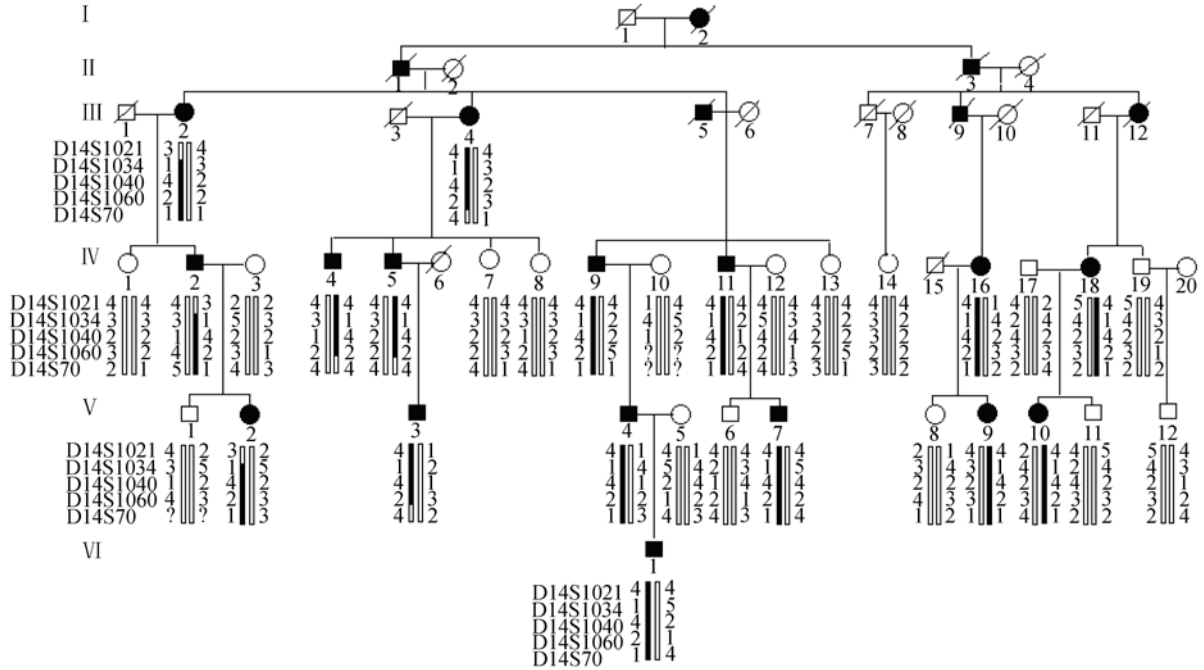 I
1 2
II
1 2 3 4
III
1 2 3 4 5 6 7 8 9 10 11 12
D14S1021 3 4 4 4
D14S1034 1 3 1 3
D14S1040 4 2 4 2
D14S1060 2 2 2 2
D14S70 1 1 4 1
IV
1 2 3 4 5 6 7 8 9 10 11 12 13 14 15 16 17 18 19 20
D14S1021 4 4 4 3 2 2 4 4 4 4 4 4 4 4 4 4 1 4 4 4 4 4 4 4 4 4 4 1 4 2 5 4 5 4
D14S1034 3 3 3 1 5 3 3 1 3 1 3 3 3 3 1 2 4 5 1 2 5 3 2 2 3 3 1 4 2 4 4 1 4 3
D14S1040 2 2 1 4 2 2 1 4 2 4 2 2 2 2 4 2 1 2 4 1 4 4 2 2 3 2 4 2 4 2 2 4 2 2
D14S1060 3 2 4 2 3 1 2 2 2 2 2 3 2 3 2 5 ? ? 2 2 2 1 2 5 2 2 2 3 3 3 3 2 3 1
D14S70 2 1 5 1 4 3 4 4 4 4 4 1 4 1 1 1 ? ? 1 4 4 3 3 1 2 2 1 2 2 4 2 1 2 2
V
1 2 3 4 5 6 7 8 9 10 11 12
D14S1021 4 2 3 2 4 1 4 1 4 1 4 4 4 4 2 1 4 4 2 4 4 5 5 4
D14S1034 3 5 1 5 1 2 1 4 5 4 2 3 1 5 4 2 4 1 4 1 2 4 4 3
D14S1040 1 2 4 2 4 1 4 1 2 4 1 4 4 4 2 3 2 4 2 4 4 2 2 1
D14S1060 4 3 2 3 2 3 2 2 1 2 2 1 2 2 2 2 3 2 3 2 3 3 3 2
D14S70 ? ? 1 3 4 2 1 3 4 3 4 3 1 4 2 2 4 1 4 1 2 2 2 4
VI
1
D14S1021 4 4
D14S1034 1 5
D14S1040 4 2
D14S1060 2 1
D14S70 1 4